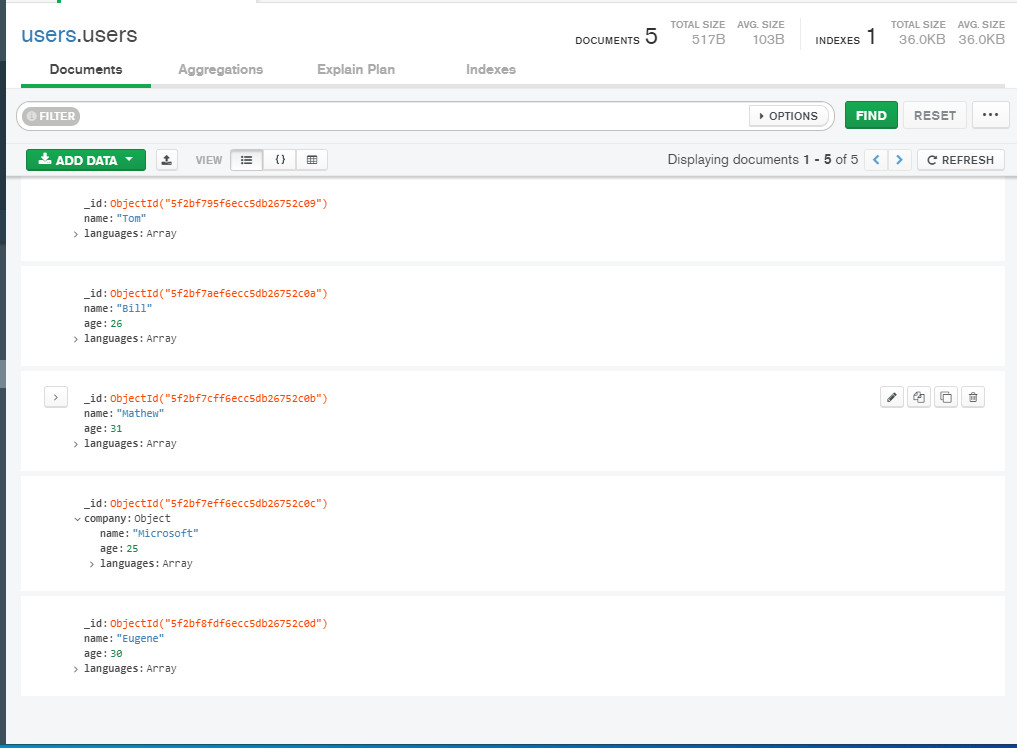 users.users
DOCUMENTS 5 TOTAL SIZE 517B AVG. SIZE 103B INDEXES 1 TOTAL SIZE 36.0KB AVG. SIZE 36.0KB
Documents Aggregations Explain Plan Indexes
FILTER OPTIONS FIND RESET ...
ADD DATA VIEW {} Displaying documents 1 - 5 of 5 < > REFRESH
_id: ObjectId("5f2bf795f6ecc5db26752c09")
name: "Tom"
> languages: Array
_id: ObjectId("5f2bf7aef6ecc5db26752c0a")
name: "Bill"
age: 26
> languages: Array
_id: ObjectId("5f2bf7cff6ecc5db26752c0b")
name: "Mathew"
age: 31
> languages: Array
_id: ObjectId("5f2bf7eff6ecc5db26752c0c")
company: Object
name: "Microsoft"
age: 25
> languages: Array
_id: ObjectId("5f2bf8fdf6ecc5db26752c0d")
name: "Eugene"
age: 30
> languages: Array